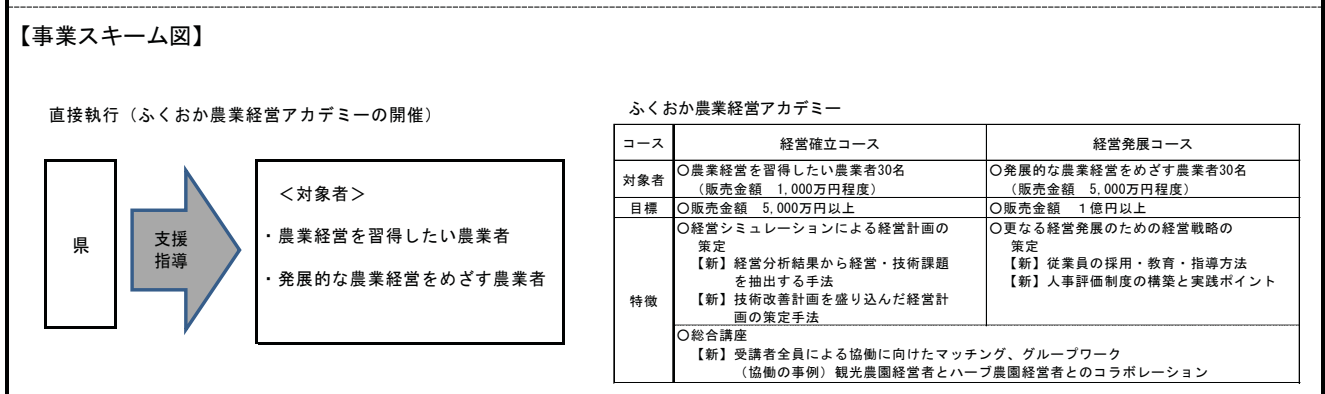 【事業スキーム図】
直接執行（ふくおか農業経営アカデミーの開催）
県
支援
指導
＜対象者＞
・農業経営を習得したい農業者
・発展的な農業経営をめざす農業者
ふくおか農業経営アカデミー
コース 経営確立コース 経営発展コース
対象者
〇農業経営を習得したい農業者30名
（販売金額　1,000万円程度）
〇発展的な農業経営をめざす農業者30名
（販売金額　5,000万円程度）
目標 〇販売金額　5,000万円以上 〇販売金額　１億円以上
特徴
〇経営シミュレーションによる経営計画の
策定
【新】経営分析結果から経営・技術課題
を抽出する手法
【新】技術改善計画を盛り込んだ経営計
画の策定手法
〇更なる経営発展のための経営戦略の
策定
【新】従業員の採用・教育・指導方法
【新】人事評価制度の構築と実践ポイント
〇総合講座
【新】受講者全員による協働に向けたマッチング、グループワーク
（協働の事例）観光農園経営者とハーブ農園経営者とのコラボレーション